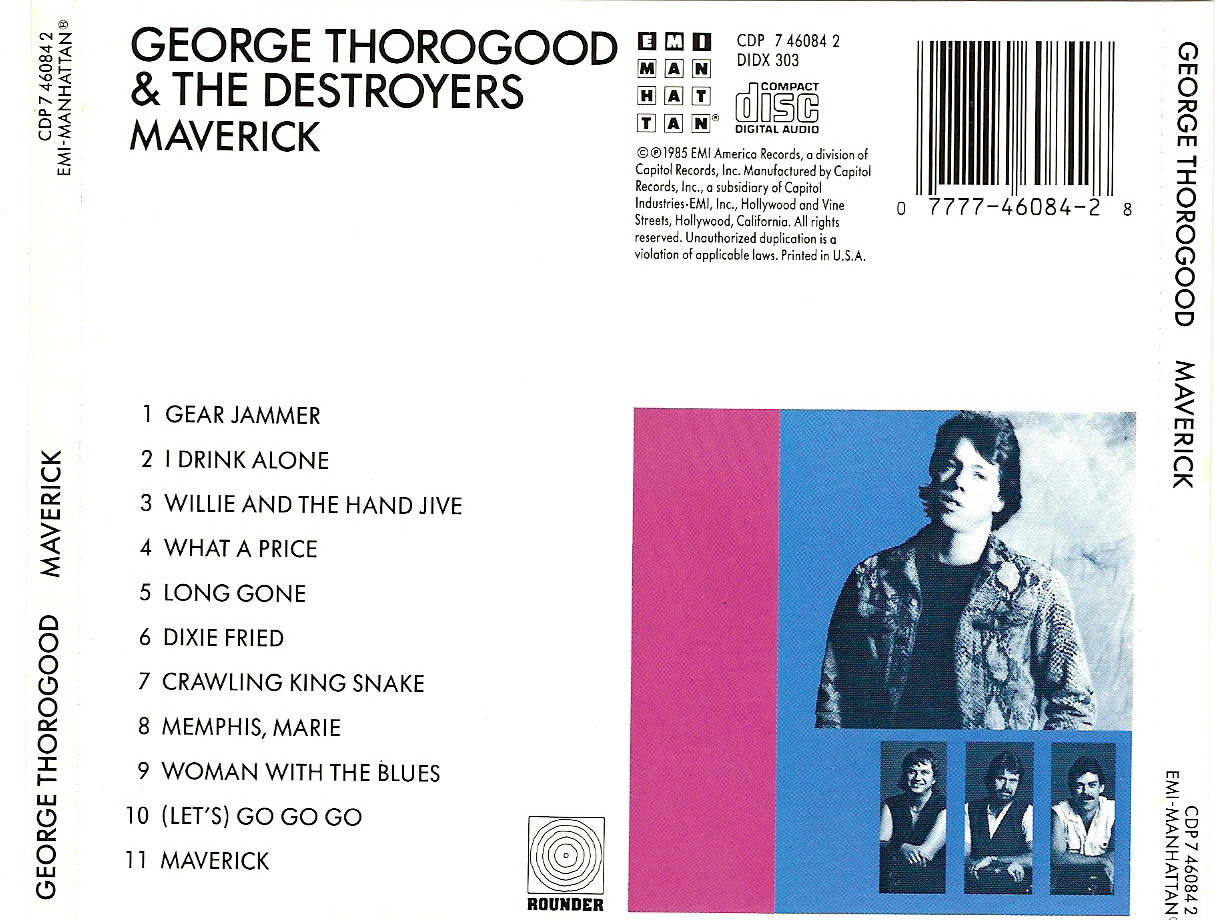 CDP 7 46084 2
EMI-MANHATTAN®
GEORGE THOROGOOD MAVERICK
GEORGE THOROGOOD
& THE DESTROYERS
MAVERICK
EMI
MAN
HAT
TAN®
CDP 7 46084 2
DIDX 303
COMPACT
disc
DIGITAL AUDIO
© ℗ 1985 EMI America Records, a division of
Capitol Records, Inc. Manufactured by Capitol
Records, Inc., a subsidiary of Capitol
Industries-EMI, Inc., Hollywood and Vine
Streets, Hollywood, California. All rights
reserved. Unauthorized duplication is a
violation of applicable laws. Printed in U.S.A.
0 7777-46084-2 8
1 GEAR JAMMER
2 I DRINK ALONE
3 WILLIE AND THE HAND JIVE
4 WHAT A PRICE
5 LONG GONE
6 DIXIE FRIED
7 CRAWLING KING SNAKE
8 MEMPHIS, MARIE
9 WOMAN WITH THE BLUES
10 (LET'S) GO GO GO
11 MAVERICK
ROUNDER
GEORGE THOROGOOD MAVERICK
CDP 7 46084 2
EMI-MANHATTAN